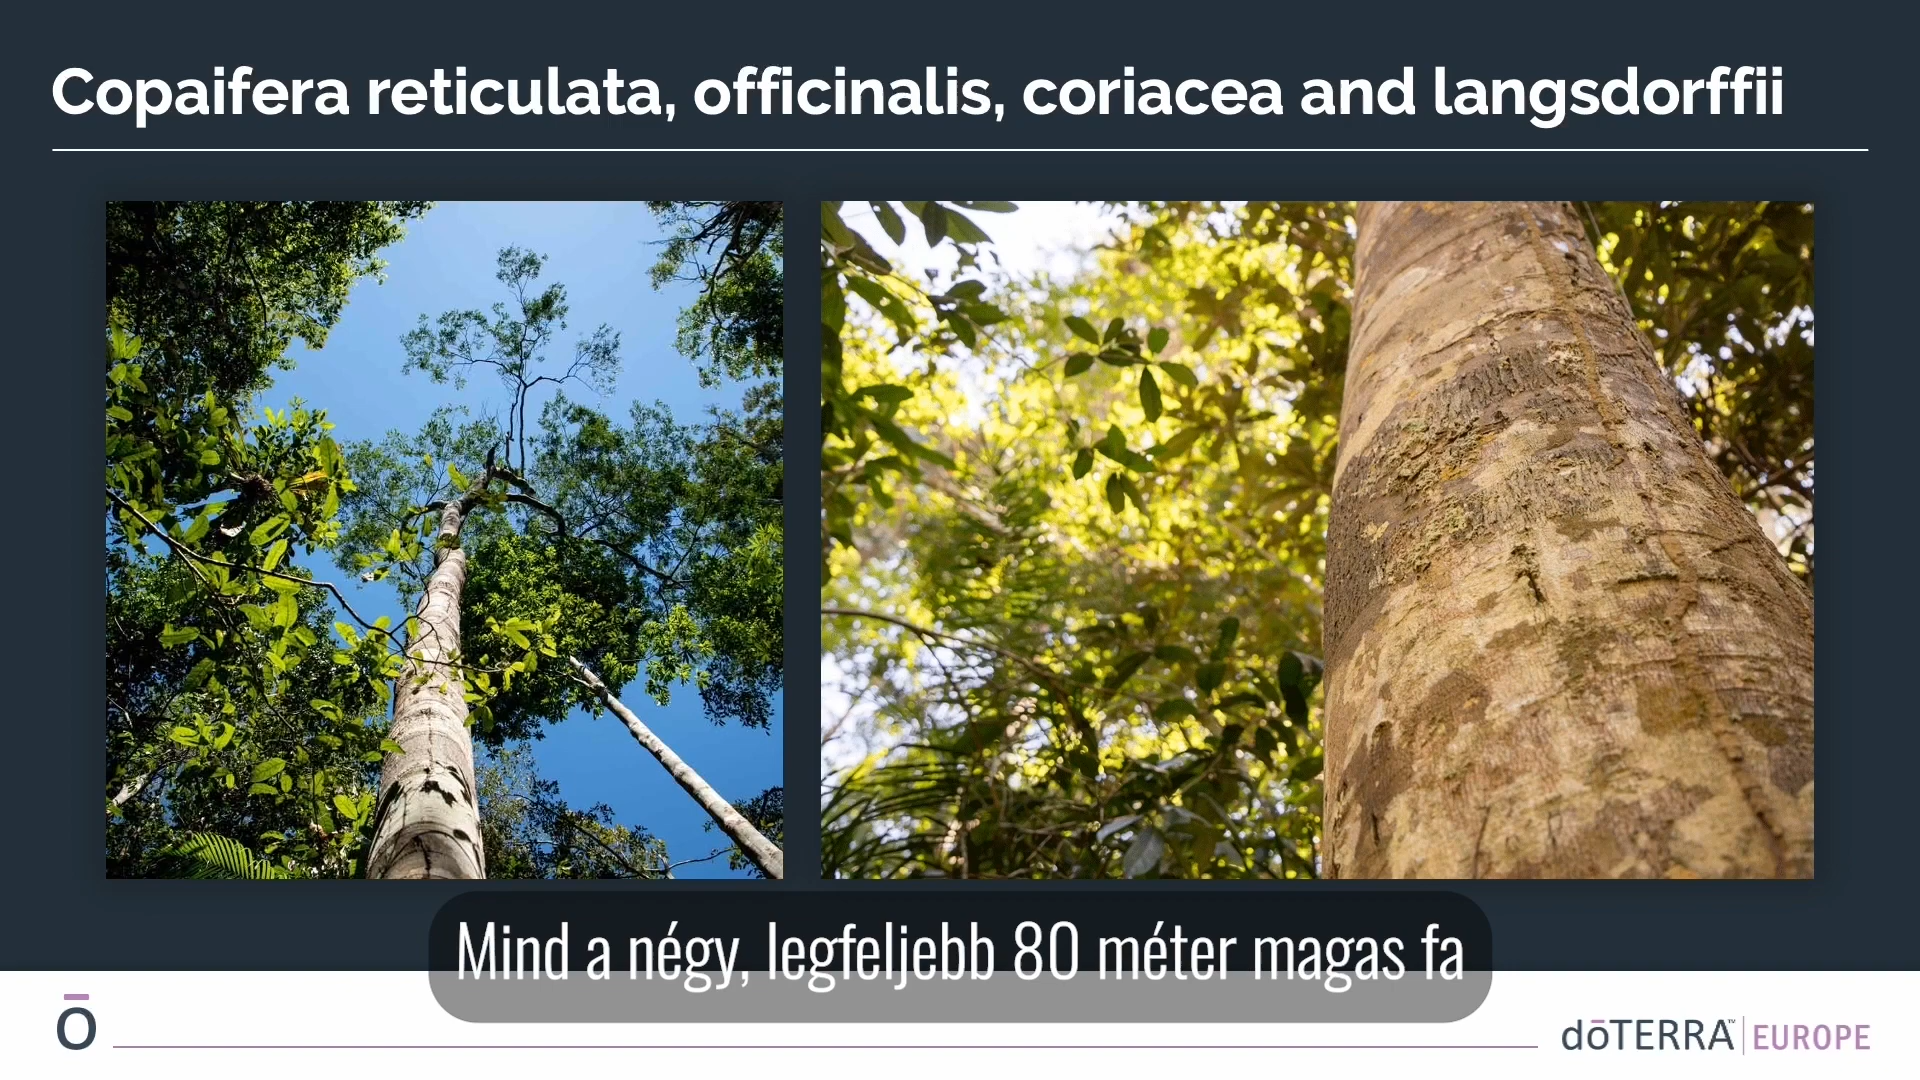 Copaifera reticulata, officinalis, coriacea and langsdorffii
Mind a négy, legfeljebb 80 méter magas fa
ō
dōTERRA™ EUROPE